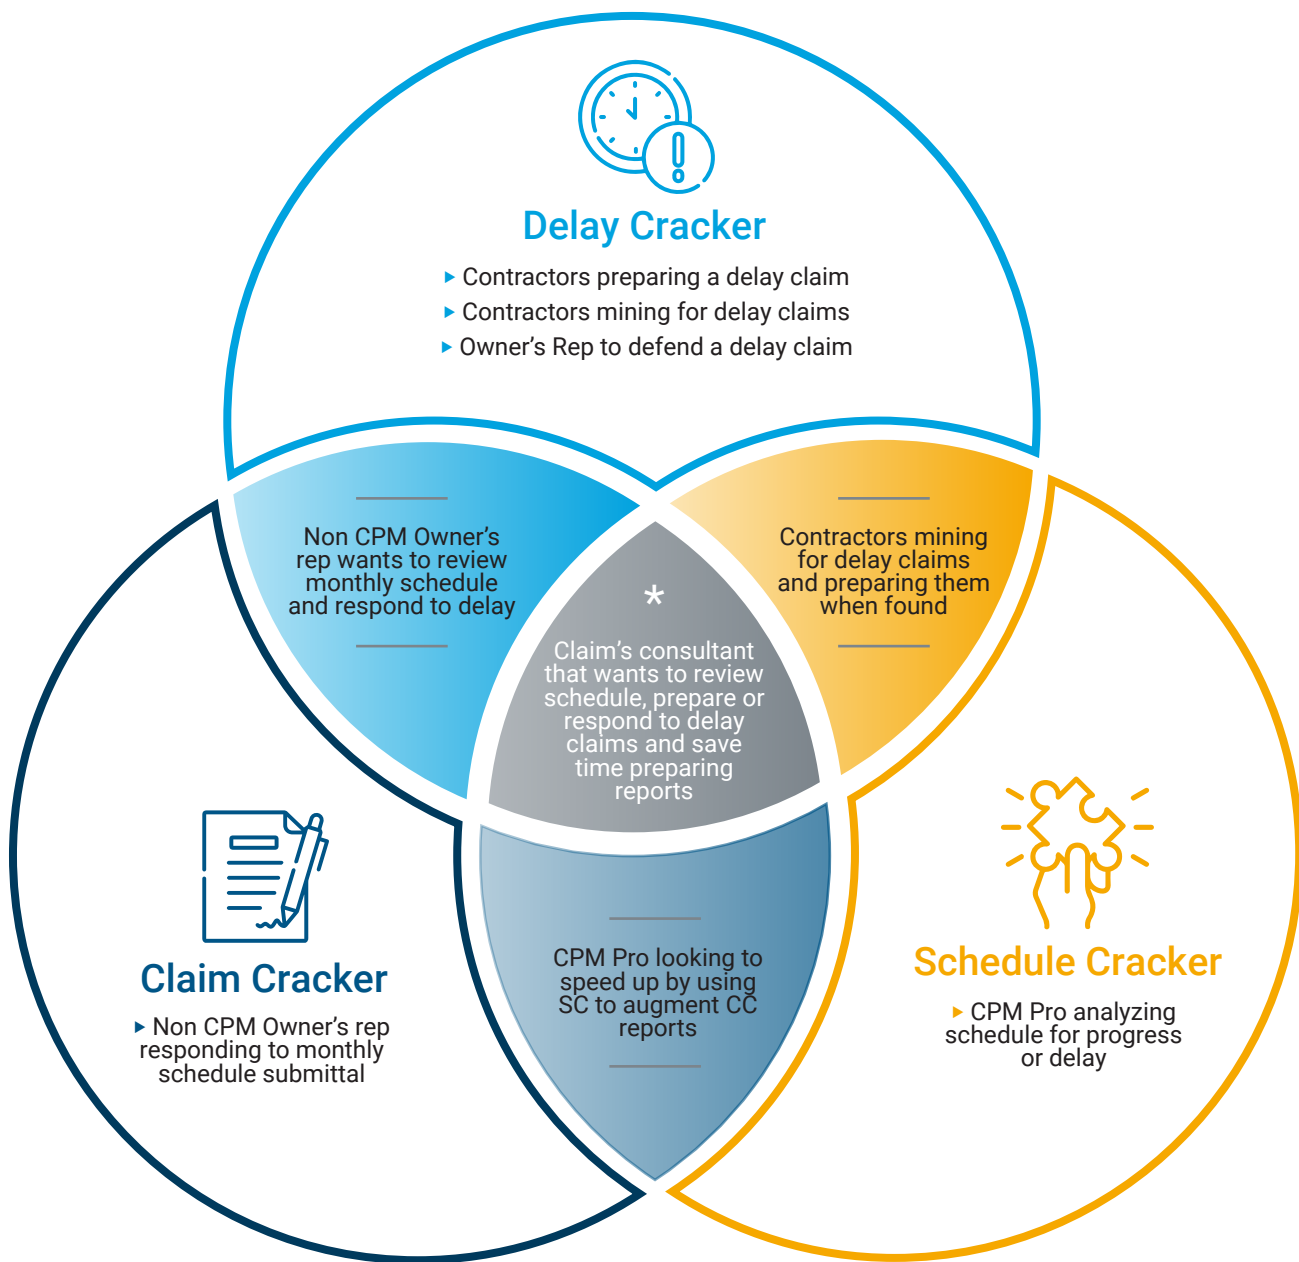 Delay Cracker
▸ Contractors preparing a delay claim
▸ Contractors mining for delay claims
▸ Owner’s Rep to defend a delay claim
Non CPM Owner’s
rep wants to review
monthly schedule
and respond to delay
Contractors mining
for delay claims
and preparing them
when found
*
Claim’s consultant
that wants to review
schedule, prepare or
respond to delay
claims and save
time preparing
reports
Claim Cracker
▸ Non CPM Owner’s rep
responding to monthly
schedule submittal
CPM Pro looking to
speed up by using
SC to augment CC
reports
Schedule Cracker
▸ CPM Pro analyzing
schedule for progress
or delay